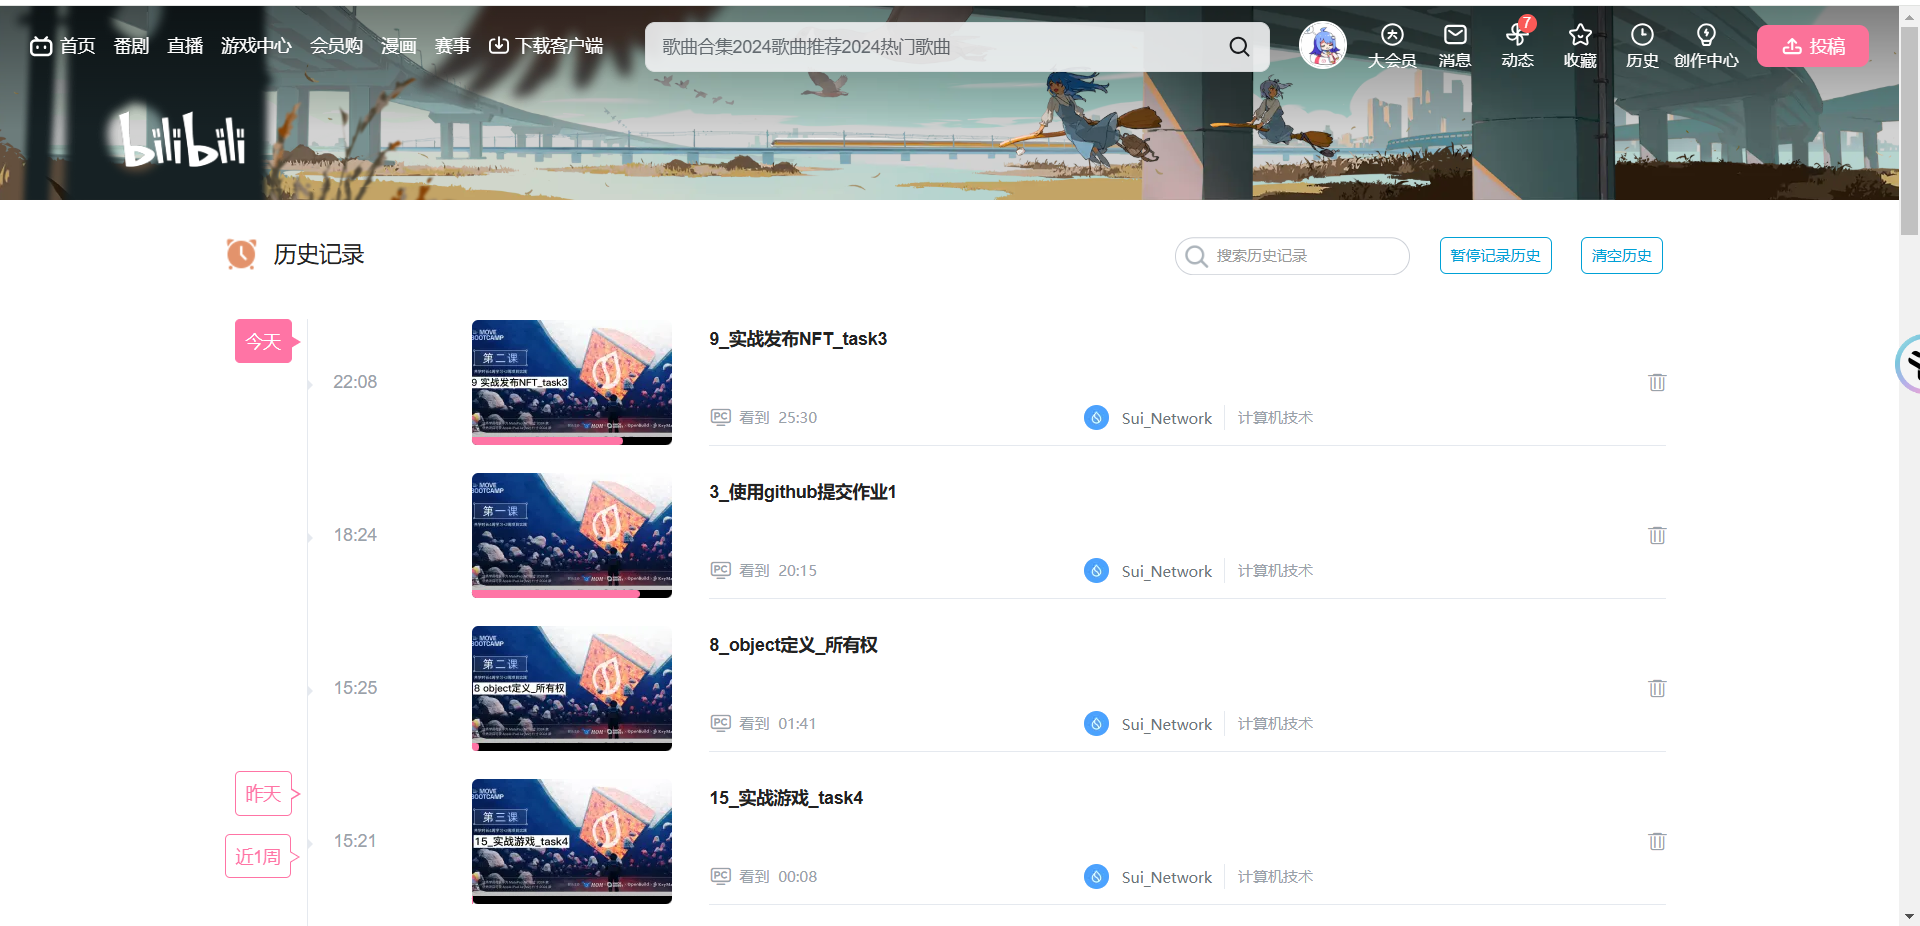 首页 番剧 直播 游戏中心 会员购 漫画 赛事 下载客户端
歌曲合集2024歌曲推荐2024热门歌曲
大会员 消息 7 动态 收藏 历史 创作中心 投稿
bilibili
历史记录
搜索历史记录
暂停记录历史 清空历史
今天
22:08
MOVE
BOOTCAMP
第二课
9 实战发布NFT_task3
9_实战发布NFT_task3
PC 看到 25:30
Sui_Network 计算机技术
18:24
MOVE
BOOTCAMP
第一课
3_使用github提交作业1
PC 看到 20:15
Sui_Network 计算机技术
15:25
MOVE
BOOTCAMP
第二课
8 object定义_所有权
8_object定义_所有权
PC 看到 01:41
Sui_Network 计算机技术
昨天
近1周
15:21
MOVE
BOOTCAMP
第三课
15_实战游戏_task4
15_实战游戏_task4
PC 看到 00:08
Sui_Network 计算机技术